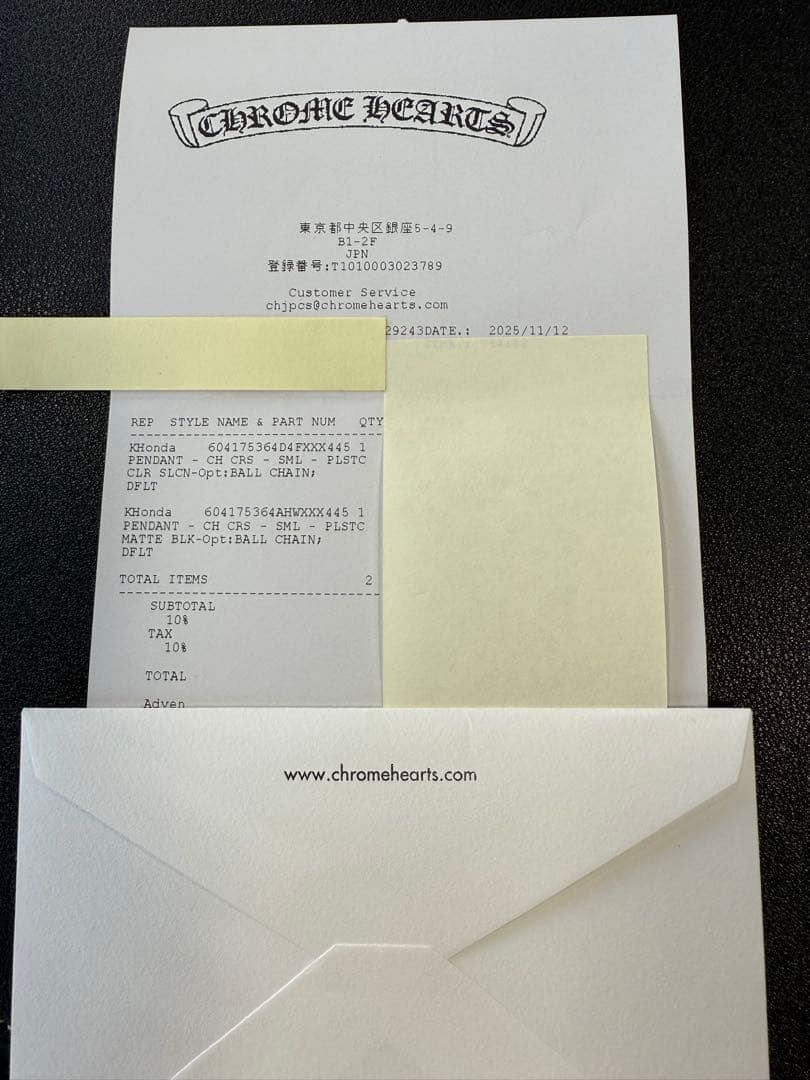 CHROME HEARTS
東京都中央区銀座5-4-9
B1-2F
JPN
登録番号:T1010003023789
Customer Service
chjpcs@chromehearts.com
29243DATE.: 2025/11/12
REP STYLE NAME & PART NUM QTY
KHonda 604175364D4FXXX445 1
PENDANT - CH CRS - SML - PLSTC
CLR SLCN-Opt:BALL CHAIN;
DFLT
KHonda 604175364AHWXXX445 1
PENDANT - CH CRS - SML - PLSTC
MATTE BLK-Opt:BALL CHAIN;
DFLT
TOTAL ITEMS 2
SUBTOTAL
10%
TAX
10%
TOTAL
Adven
www.chromehearts.com